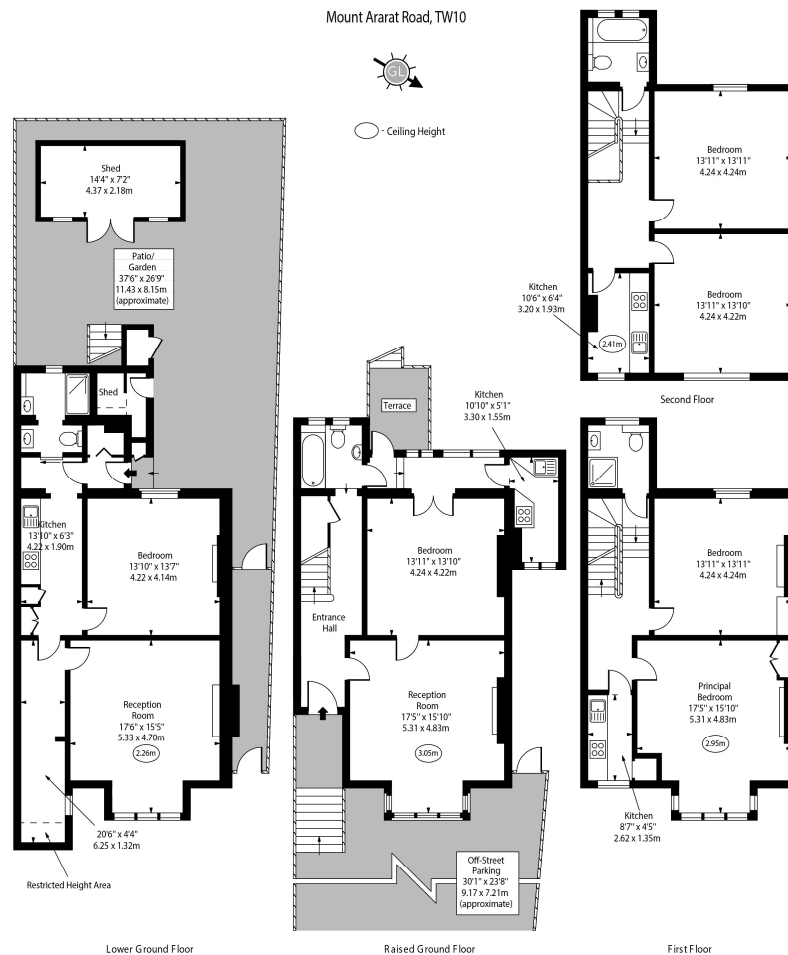 Mount Ararat Road, TW10
GL
- Ceiling Height
Shed
14'4" x 7'2"
4.37 x 2.18m
Patio/
Garden
37'6" x 26'9"
11.43 x 8.15m
(approximate)
Shed
Kitchen
13'10" x 6'3"
4.22 x 1.90m
Bedroom
13'10" x 13'7"
4.22 x 4.14m
Reception
Room
17'6" x 15'5"
5.33 x 4.70m
2.26m
20'6" x 4'4"
6.25 x 1.32m
Restricted Height Area
Lower Ground Floor
Terrace
Kitchen
10'10" x 5'1"
3.30 x 1.55m
Bedroom
13'11" x 13'10"
4.24 x 4.22m
Entrance
Hall
Reception
Room
17'5" x 15'10"
5.31 x 4.83m
3.05m
Off-Street
Parking
30'1" x 23'8"
9.17 x 7.21m
(approximate)
Raised Ground Floor
Bedroom
13'11" x 13'11"
4.24 x 4.24m
Kitchen
10'6" x 6'4"
3.20 x 1.93m
2.41m
Bedroom
13'11" x 13'10"
4.24 x 4.22m
Second Floor
Bedroom
13'11" x 13'11"
4.24 x 4.24m
Principal
Bedroom
17'5" x 15'10"
5.31 x 4.83m
2.95m
Kitchen
8'7" x 4'5"
2.62 x 1.35m
First Floor